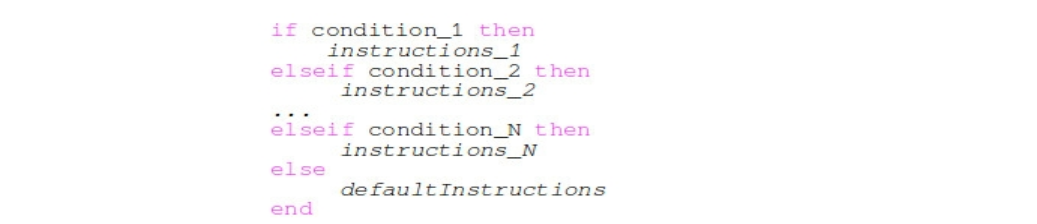 if condition_1 then
instructions_1
elseif condition_2 then
instructions_2
...
elseif condition_N then
instructions_N
else
defaultInstructions
end